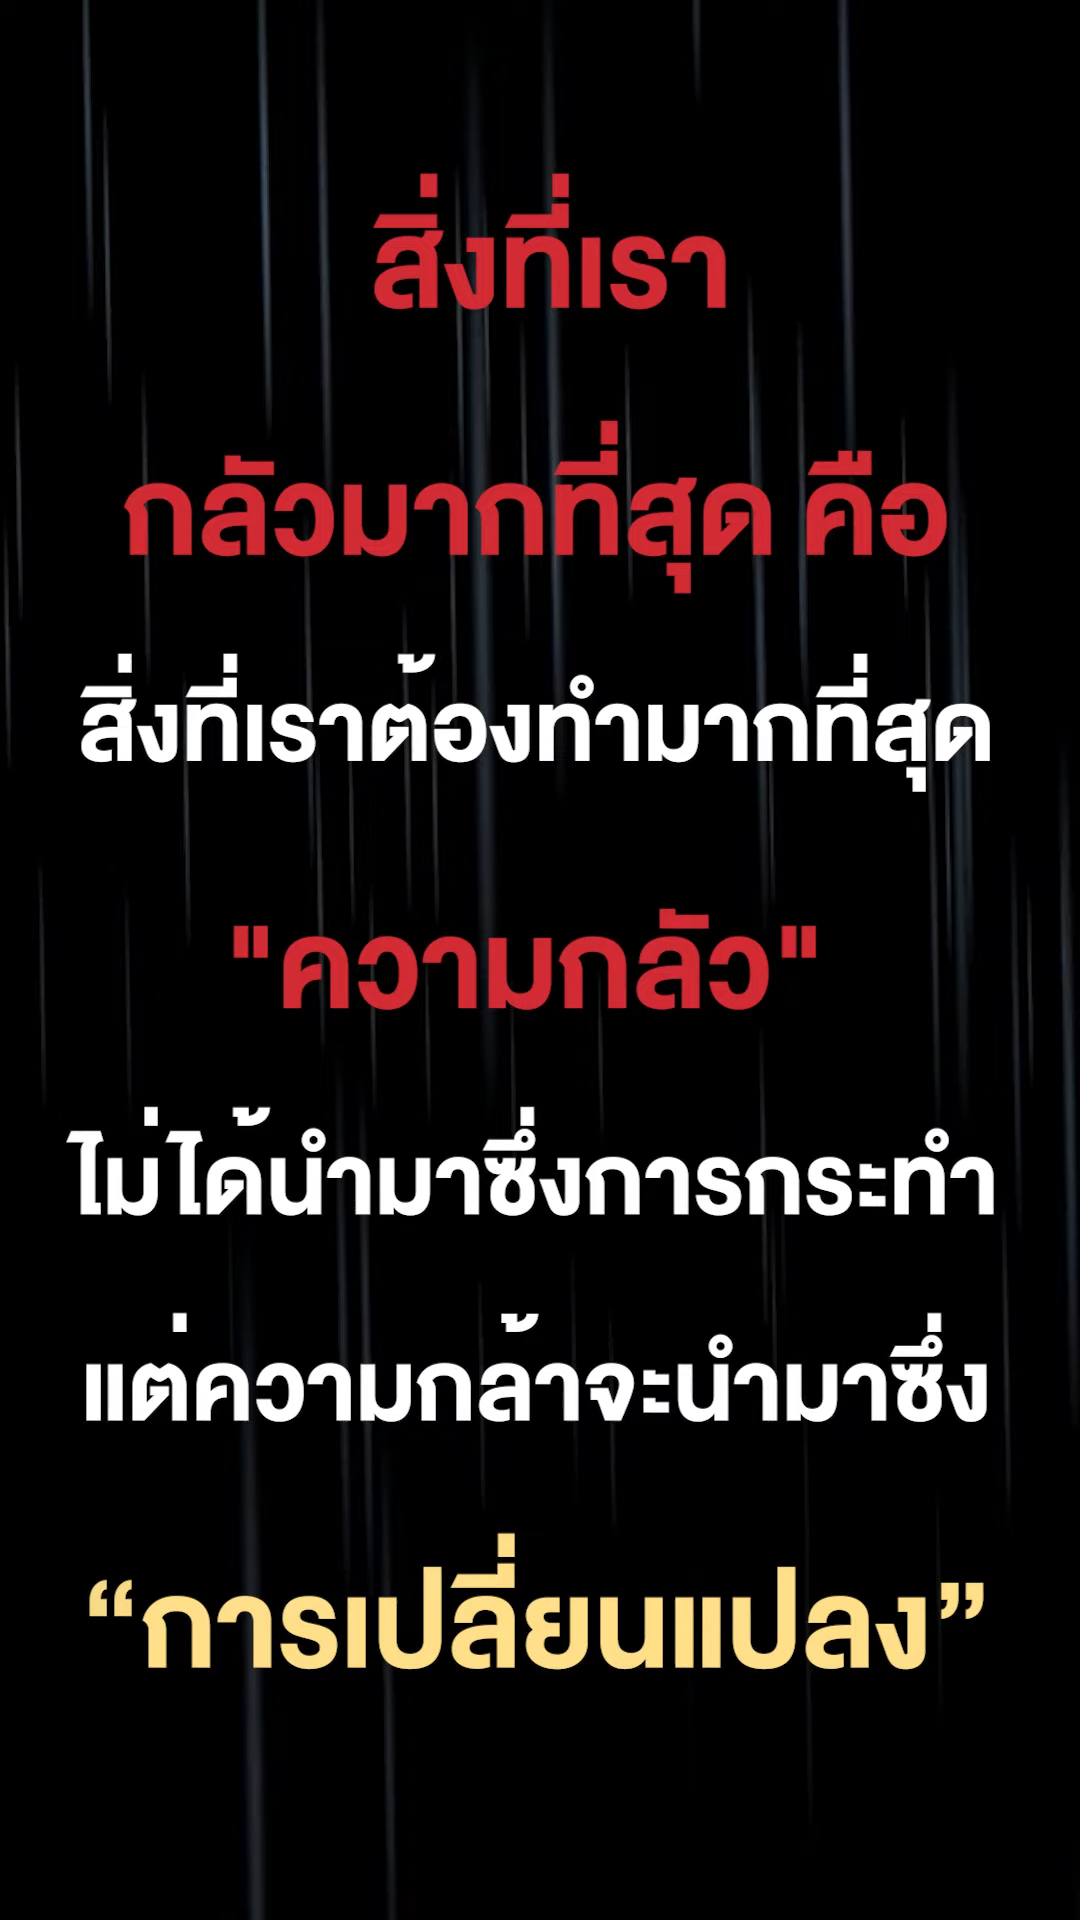 สิ่งที่เรา
กลัวมากที่สุด คือ
สิ่งที่เราต้องทำมากที่สุด
"ความกลัว"
ไม่ได้นำมาซึ่งการกระทำ
แต่ความกล้าจะนำมาซึ่ง
“การเปลี่ยนแปลง”